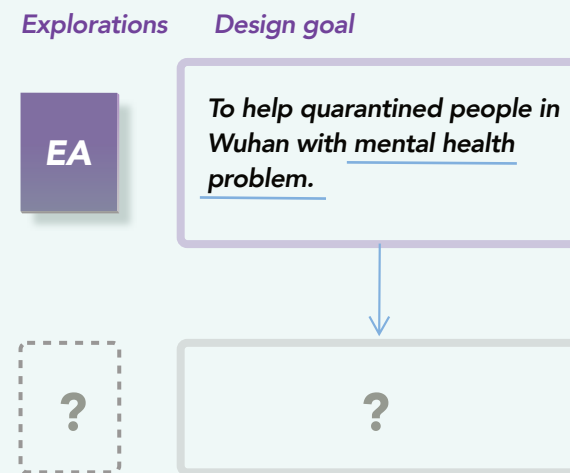 Explorations Design goal
EA
To help quarantined people in
Wuhan with mental health
problem.
? ?